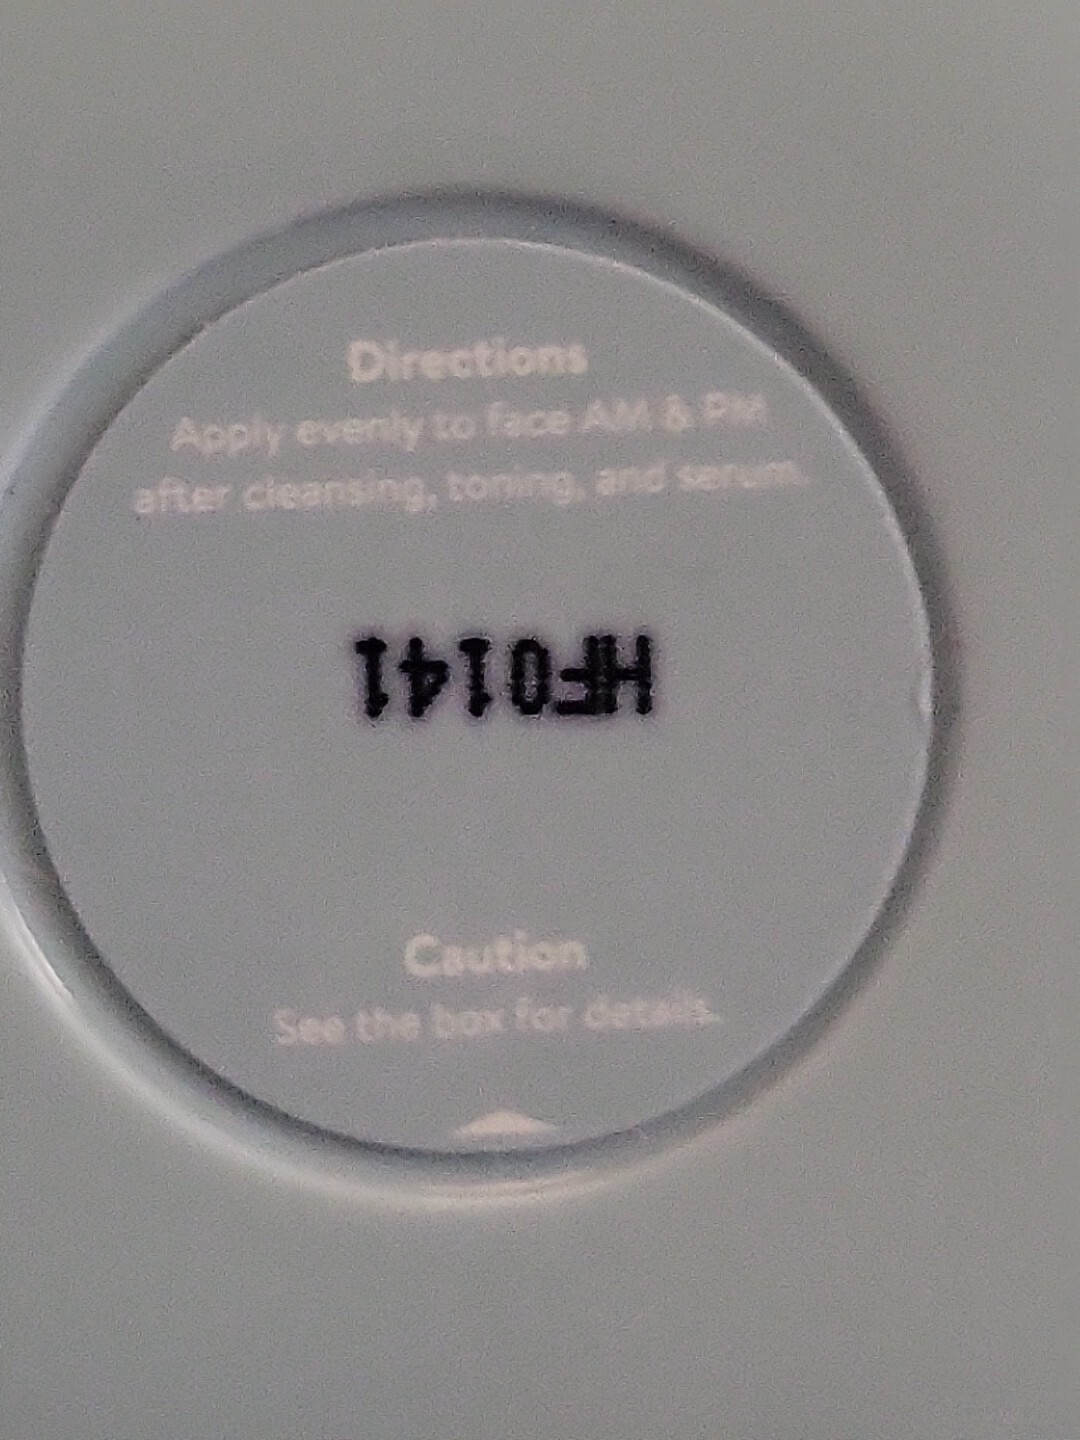 Directions
Apply evenly to face AM & PM
after cleansing, toning, and serum.
HF0141
Caution
See the box for details.